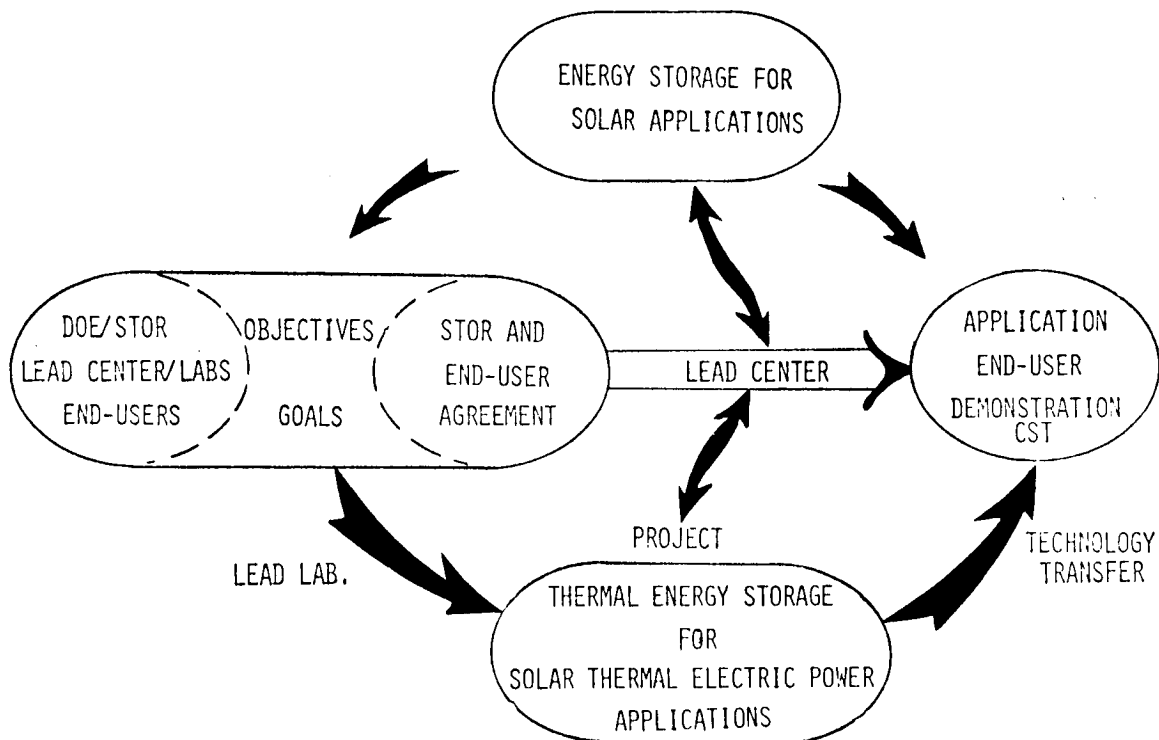 ENERGY STORAGE FOR
SOLAR APPLICATIONS
DOE/STOR
LEAD CENTER/LABS
END-USERS
OBJECTIVES
GOALS
STOR AND
END-USER
AGREEMENT
LEAD CENTER
APPLICATION
END-USER
DEMONSTRATION
CST
LEAD LAB.
PROJECT
TECHNOLOGY
TRANSFER
THERMAL ENERGY STORAGE
FOR
SOLAR THERMAL ELECTRIC POWER
APPLICATIONS